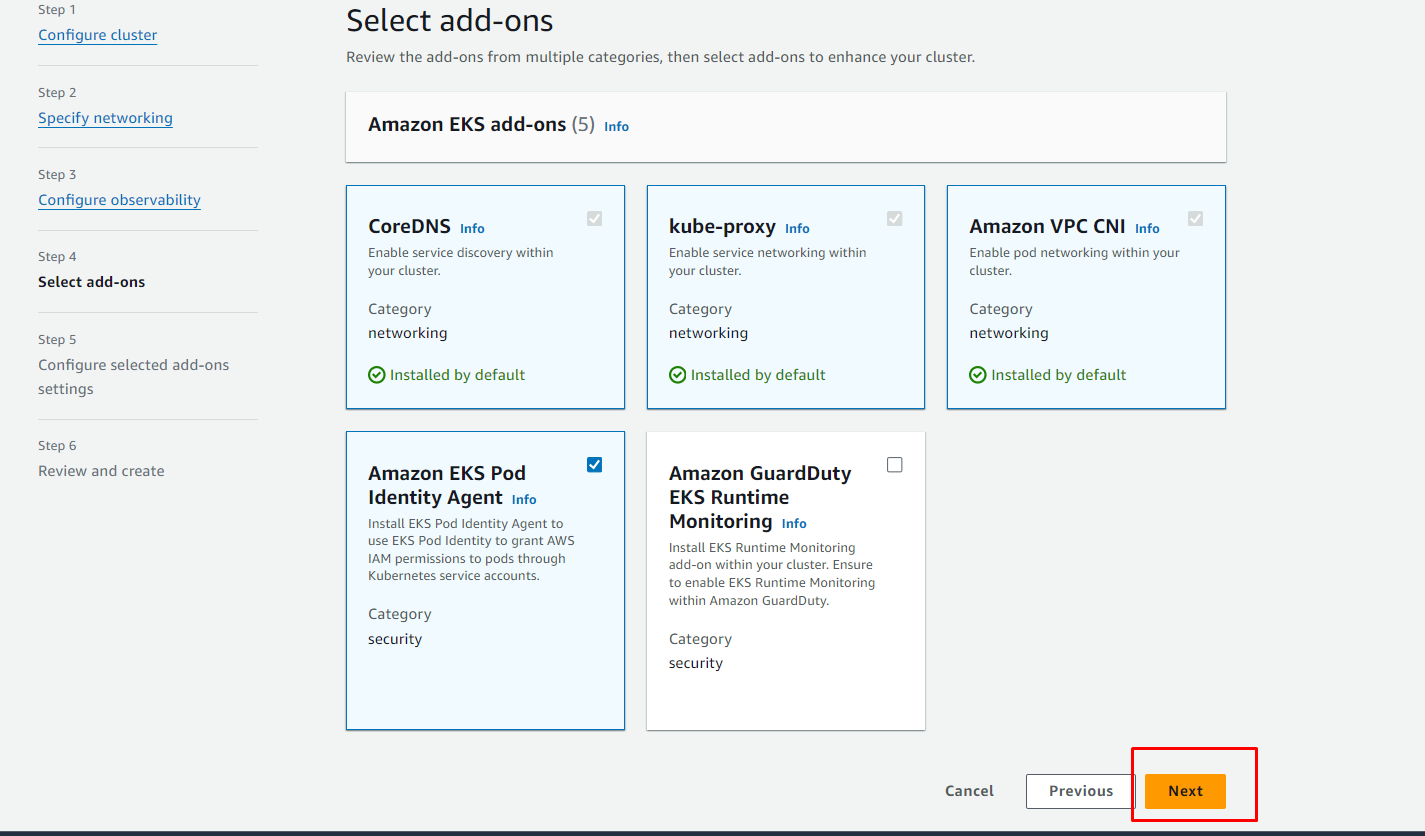 Step 1
Configure cluster
Step 2
Specify networking
Step 3
Configure observability
Step 4
Select add-ons
Step 5
Configure selected add-ons
settings
Step 6
Review and create
Select add-ons
Review the add-ons from multiple categories, then select add-ons to enhance your cluster.
Amazon EKS add-ons (5) Info
CoreDNS Info
Enable service discovery within
your cluster.
Category
networking
Installed by default
kube-proxy Info
Enable service networking within
your cluster.
Category
networking
Installed by default
Amazon VPC CNI Info
Enable pod networking within your
cluster.
Category
networking
Installed by default
Amazon EKS Pod
Identity Agent Info
Install EKS Pod Identity Agent to
use EKS Pod Identity to grant AWS
IAM permissions to pods through
Kubernetes service accounts.
Category
security
Amazon GuardDuty
EKS Runtime
Monitoring Info
Install EKS Runtime Monitoring
add-on within your cluster. Ensure
to enable EKS Runtime Monitoring
within Amazon GuardDuty.
Category
security
Cancel
Previous
Next